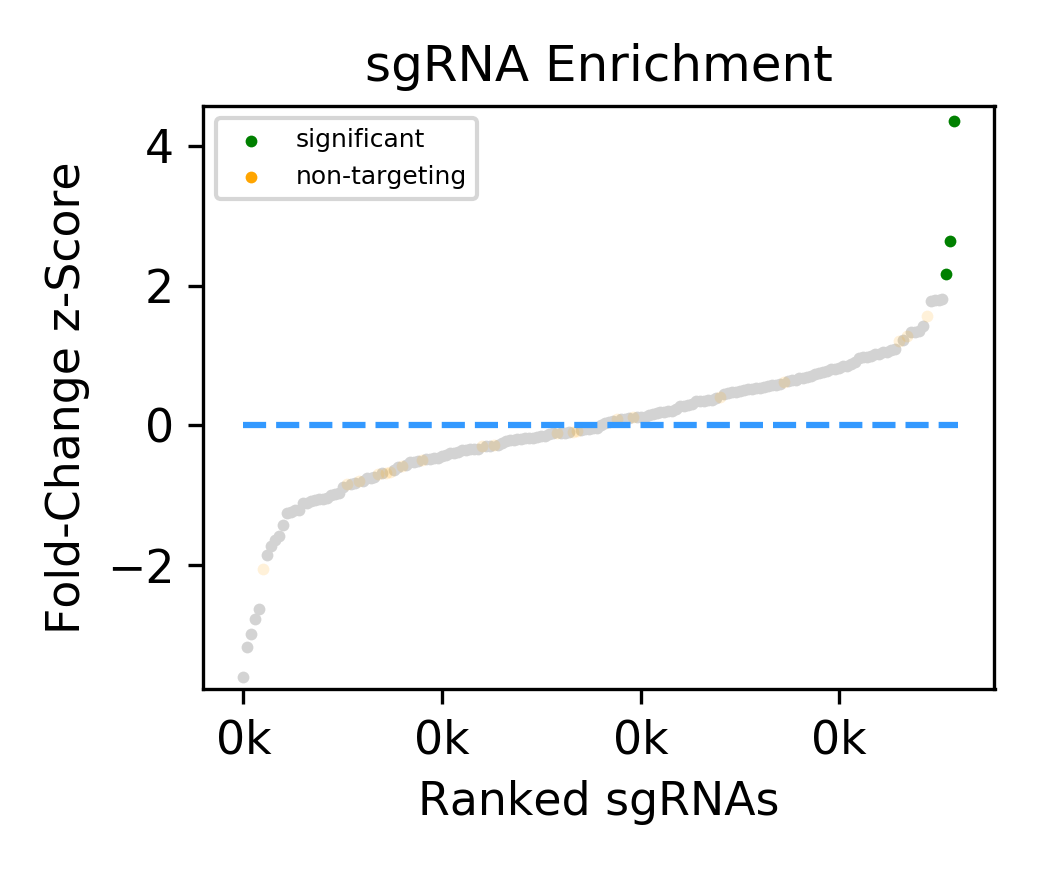 sgRNA Enrichment
significant
non-targeting
Fold-Change z-Score
4
2
0
−2
0k 0k 0k 0k
Ranked sgRNAs